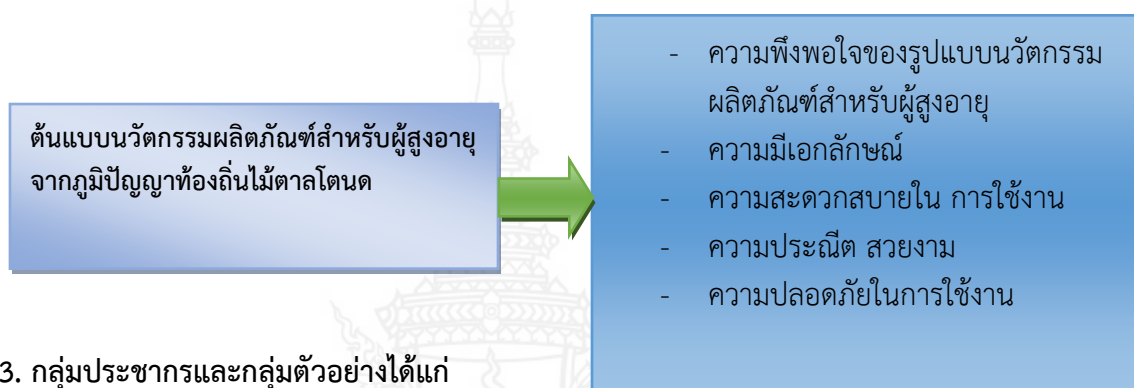 ต้นแบบนวัตกรรมผลิตภัณฑ์สำหรับผู้สูงอายุ
จากภูมิปัญญาท้องถิ่นไม้ตาลโตนด
- ความพึงพอใจของรูปแบบนวัตกรรม
ผลิตภัณฑ์สำหรับผู้สูงอายุ
- ความมีเอกลักษณ์
- ความสะดวกสบายใน การใช้งาน
- ความประณีต สวยงาม
- ความปลอดภัยในการใช้งาน
3. กลุ่มประชากรและกลุ่มตัวอย่างได้แก่